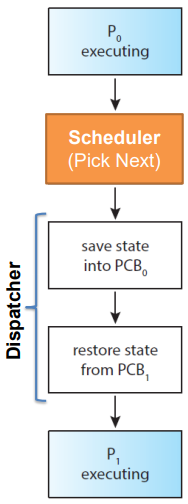 P₀
executing
Scheduler
(Pick Next)
Dispatcher
save state
into PCB₀
restore state
from PCB₁
P₁
executing